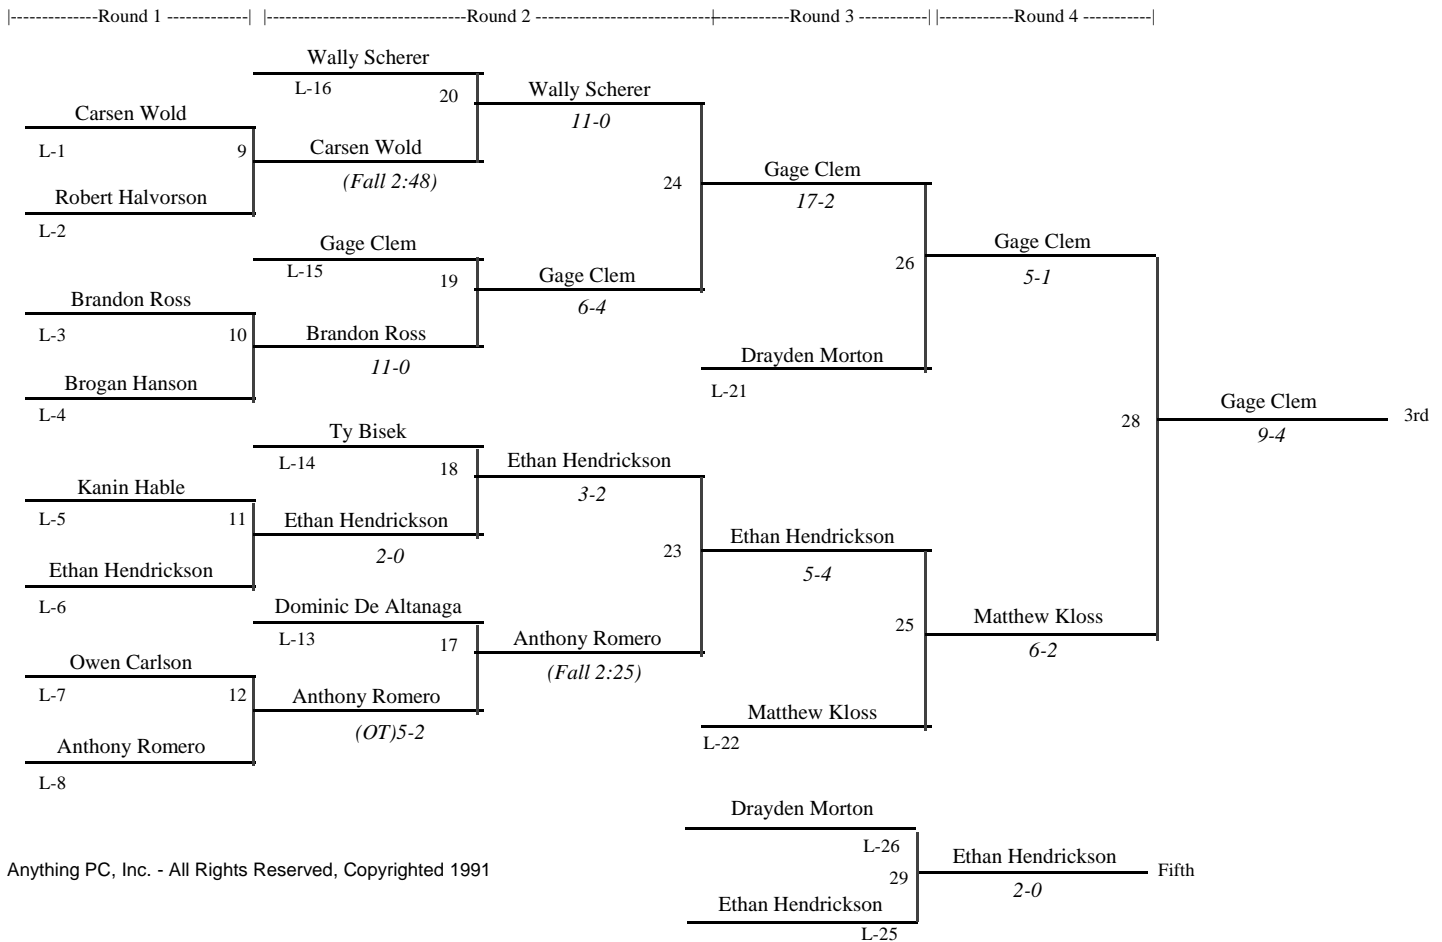 |--------------Round 1 --------------| |----------------------------------Round 2 ------------------------------+-------------Round 3 ------------| |-------------Round 4 -----------|
Wally Scherer
L-16
20
Wally Scherer
11-0
Carsen Wold
L-1
9
Carsen Wold
(Fall 2:48)
Robert Halvorson
L-2
24
Gage Clem
17-2
Gage Clem
L-15
19
Gage Clem
6-4
26
Gage Clem
5-1
Brandon Ross
L-3
10
Brandon Ross
11-0
Drayden Morton
L-21
Brogan Hanson
L-4
28
Gage Clem
9-4
3rd
Ty Bisek
L-14
18
Ethan Hendrickson
3-2
Kanin Hable
L-5
11
Ethan Hendrickson
2-0
23
Ethan Hendrickson
5-4
Ethan Hendrickson
L-6
Dominic De Altanaga
L-13
17
Anthony Romero
(Fall 2:25)
25
Matthew Kloss
6-2
Owen Carlson
L-7
12
Anthony Romero
(OT)5-2
Matthew Kloss
L-22
Anthony Romero
L-8
Drayden Morton
L-26
29
Ethan Hendrickson
2-0
Fifth
Ethan Hendrickson
L-25
Anything PC, Inc. - All Rights Reserved, Copyrighted 1991